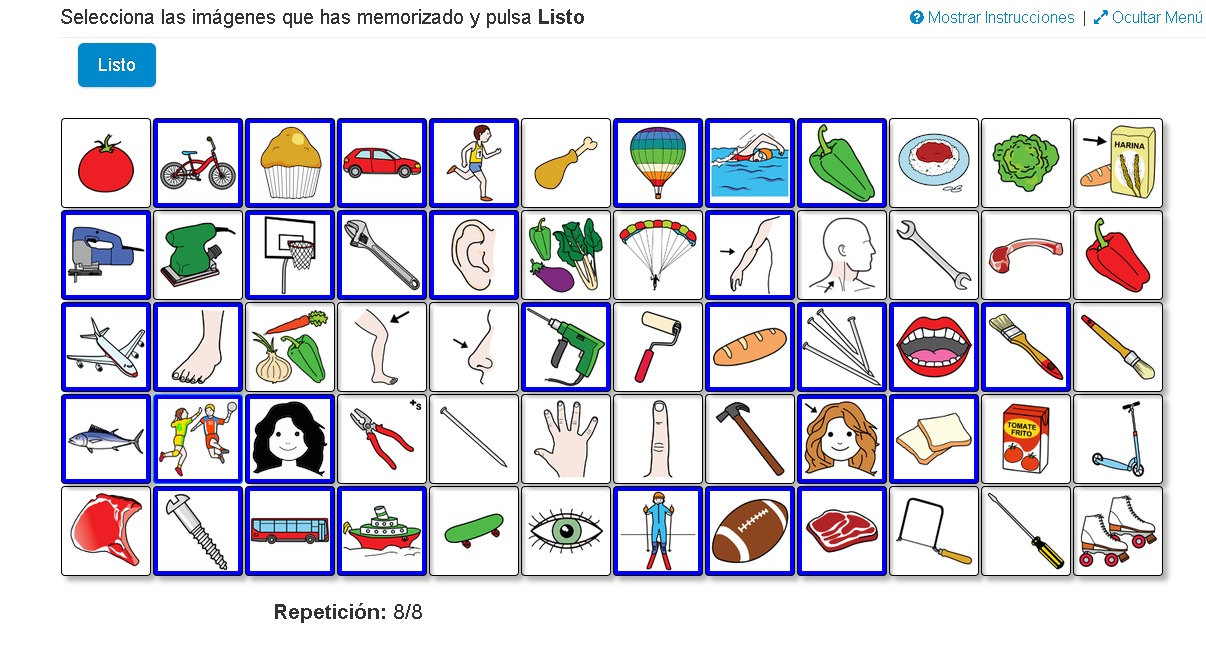 Selecciona las imágenes que has memorizado y pulsa Listo
Mostrar Instrucciones | Ocultar Menú
Listo
HARINA
+s
TOMATE
FRITO
Repetición: 8/8